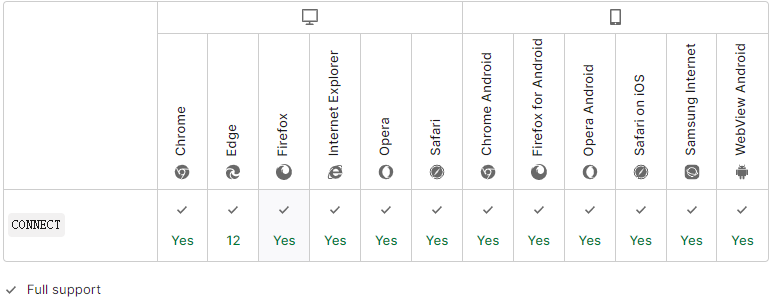 Chrome
Edge
Firefox
Internet Explorer
Opera
Safari
Chrome Android
Firefox for Android
Opera Android
Safari on iOS
Samsung Internet
WebView Android
CONNECT
Yes 12 Yes Yes Yes Yes Yes Yes Yes Yes Yes Yes
Full support